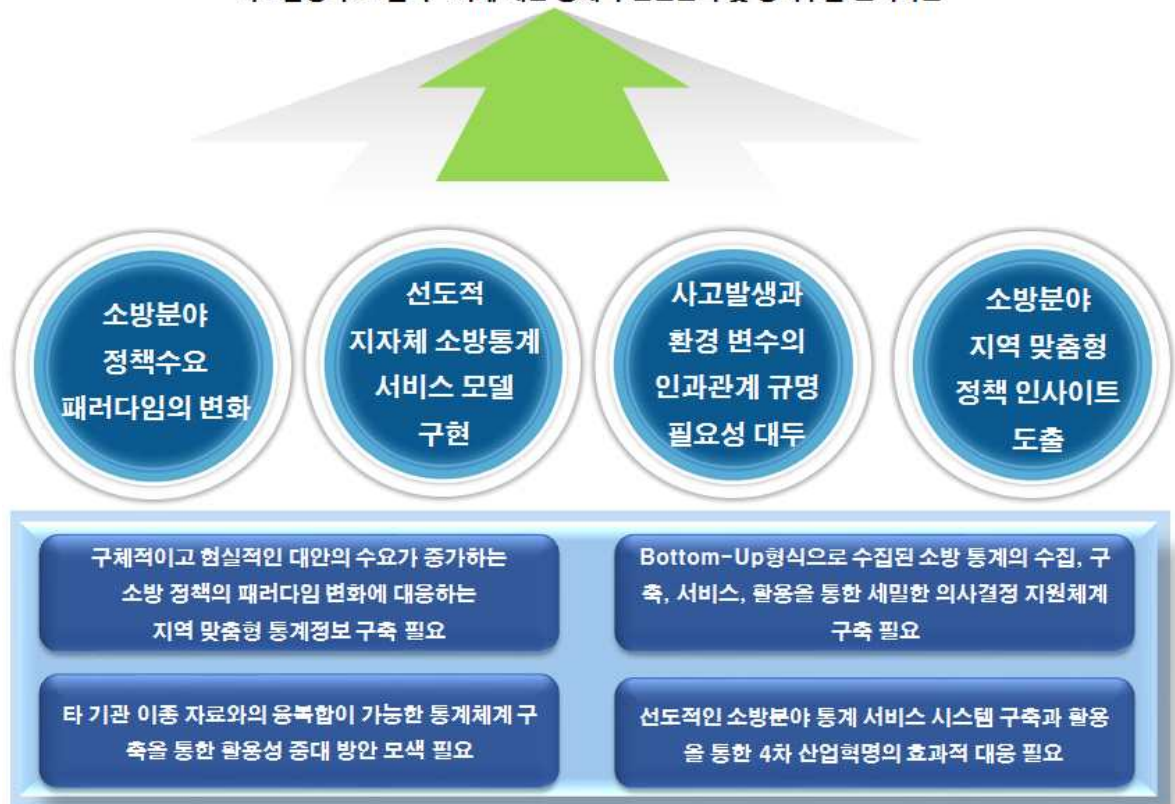 소방분야
정책수요
패러다임의 변화
선도적
지자체 소방통계
서비스 모델
구현
사고발생과
환경 변수의
인과관계 규명
필요성 대두
소방분야
지역 맞춤형
정책 인사이트
도출
구체적이고 현실적인 대안의 수요가 증가하는
소방 정책의 패러다임 변화에 대응하는
지역 맞춤형 통계정보 구축 필요
Bottom-Up형식으로 수집된 소방 통계의 수집, 구
축, 서비스, 활용을 통한 세밀한 의사결정 지원체계
구축 필요
타 기관 이종 자료와의 융복합이 가능한 통계체계 구
축을 통한 활용성 증대 방안 모색 필요
선도적인 소방분야 통계 서비스 시스템 구축과 활용
을 통한 4차 산업혁명의 효과적 대응 필요